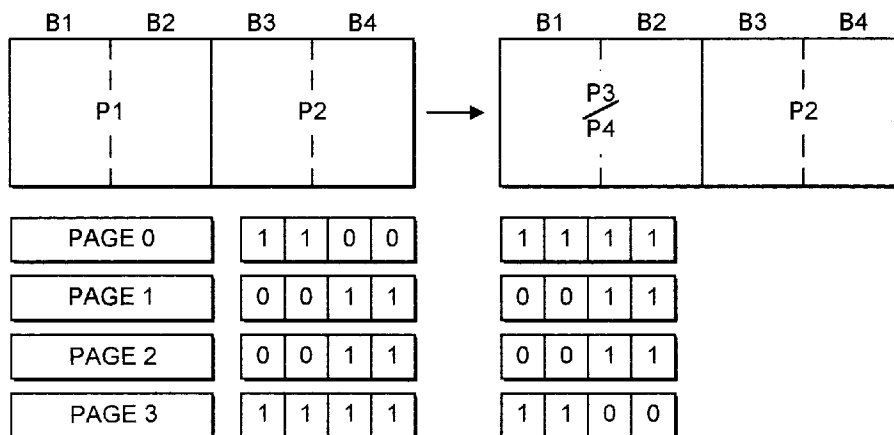 B1 B2 B3 B4 B1 B2 B3 B4
P1 P2 P3 P2
P4
PAGE 0 1 1 0 0 1 1 1 1
PAGE 1 0 0 1 1 0 0 1 1
PAGE 2 0 0 1 1 0 0 1 1
PAGE 3 1 1 1 1 1 1 0 0